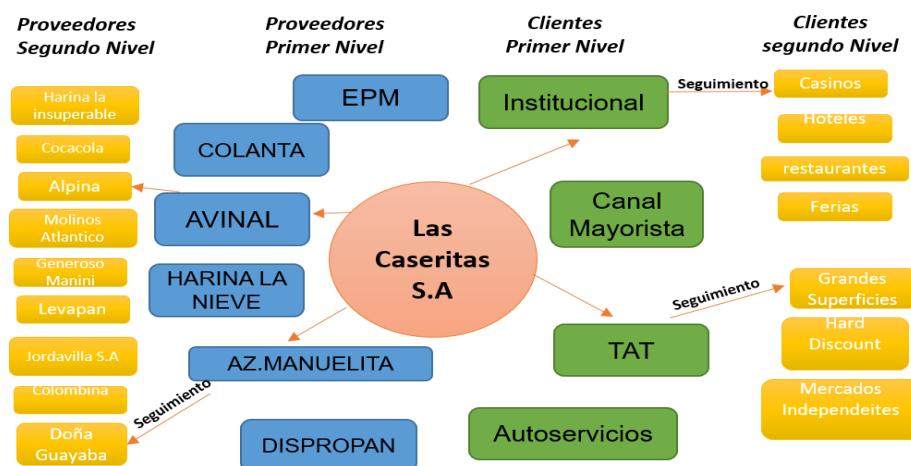 Proveedores
Segundo Nivel
Proveedores
Primer Nivel
Clientes
Primer Nivel
Clientes
segundo Nivel
Harina la
insuperable
Cocacola
Alpina
Molinos
Atlantico
Generoso
Manini
Levapan
Jordavilla S.A
Colombina
Doña
Guayaba
Seguimiento
EPM
COLANTA
AVINAL
HARINA LA
NIEVE
AZ.MANUELITA
DISPROPAN
Las
Caseritas
S.A
Institucional
Canal
Mayorista
TAT
Autoservicios
Seguimiento
Seguimiento
Casinos
Hoteles
restaurantes
Ferias
Grandes
Superficies
Hard
Discount
Mercados
Independeites